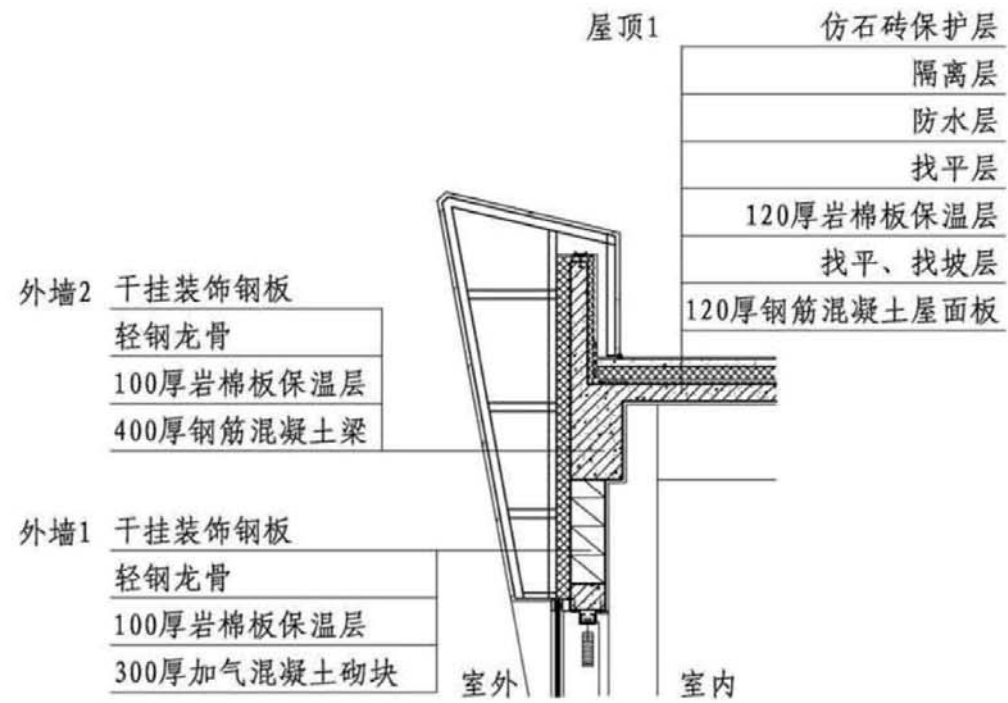 屋顶1
仿石砖保护层
隔离层
防水层
找平层
120厚岩棉板保温层
找平、找坡层
120厚钢筋混凝土屋面板
外墙2 干挂装饰钢板
轻钢龙骨
100厚岩棉板保温层
400厚钢筋混凝土梁
外墙1 干挂装饰钢板
轻钢龙骨
100厚岩棉板保温层
300厚加气混凝土砌块
室外
室内